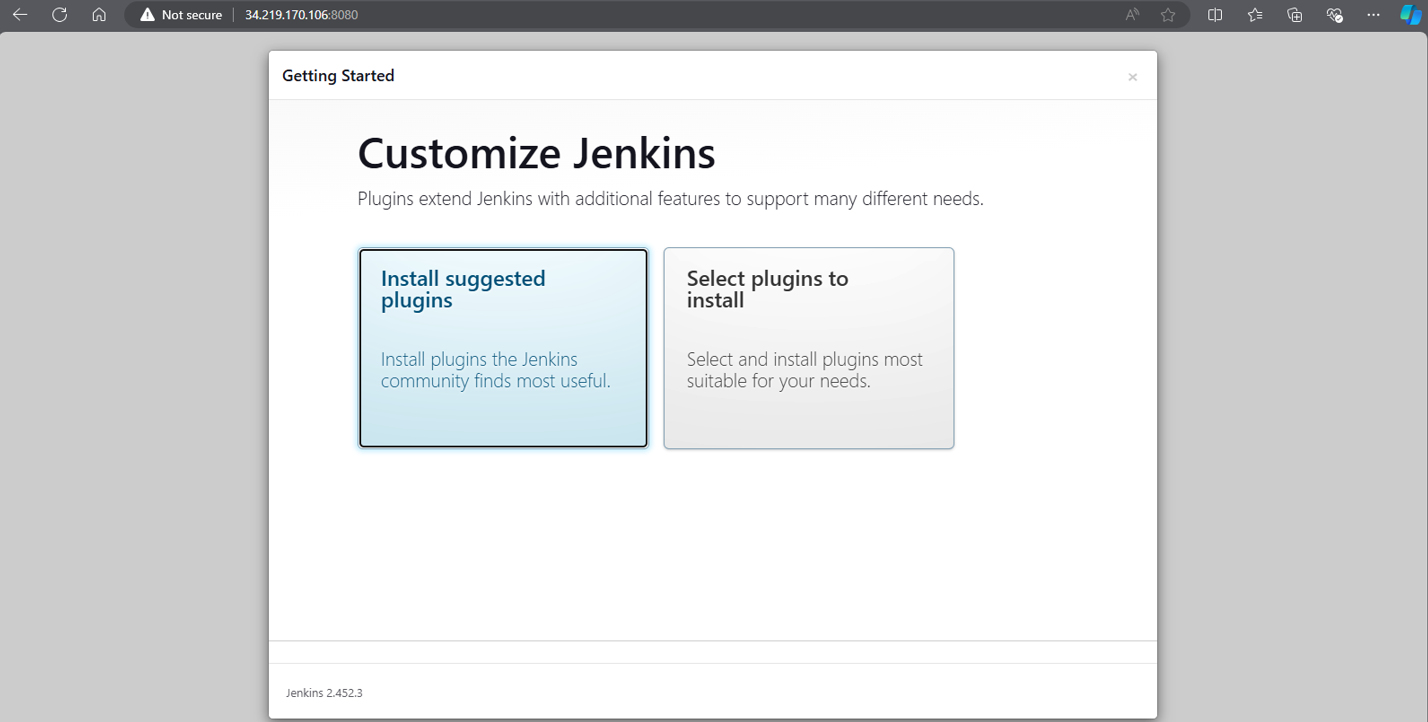 Not secure 34.219.170.106:8080
Getting Started
Customize Jenkins
Plugins extend Jenkins with additional features to support many different needs.
Install suggested
plugins
Install plugins the Jenkins
community finds most useful.
Select plugins to
install
Select and install plugins most
suitable for your needs.
Jenkins 2.452.3